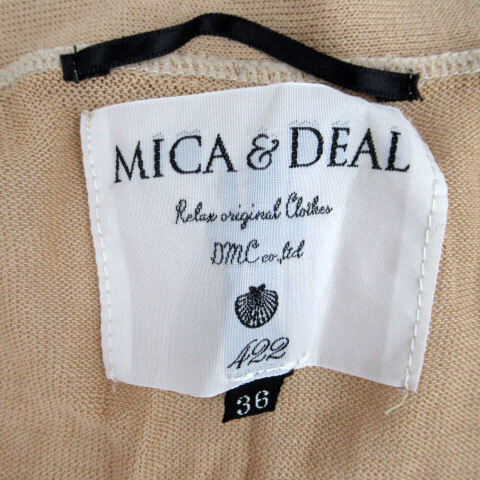 MICA & DEAL
Relax original Clothes
DMC co.,ltd
422
36